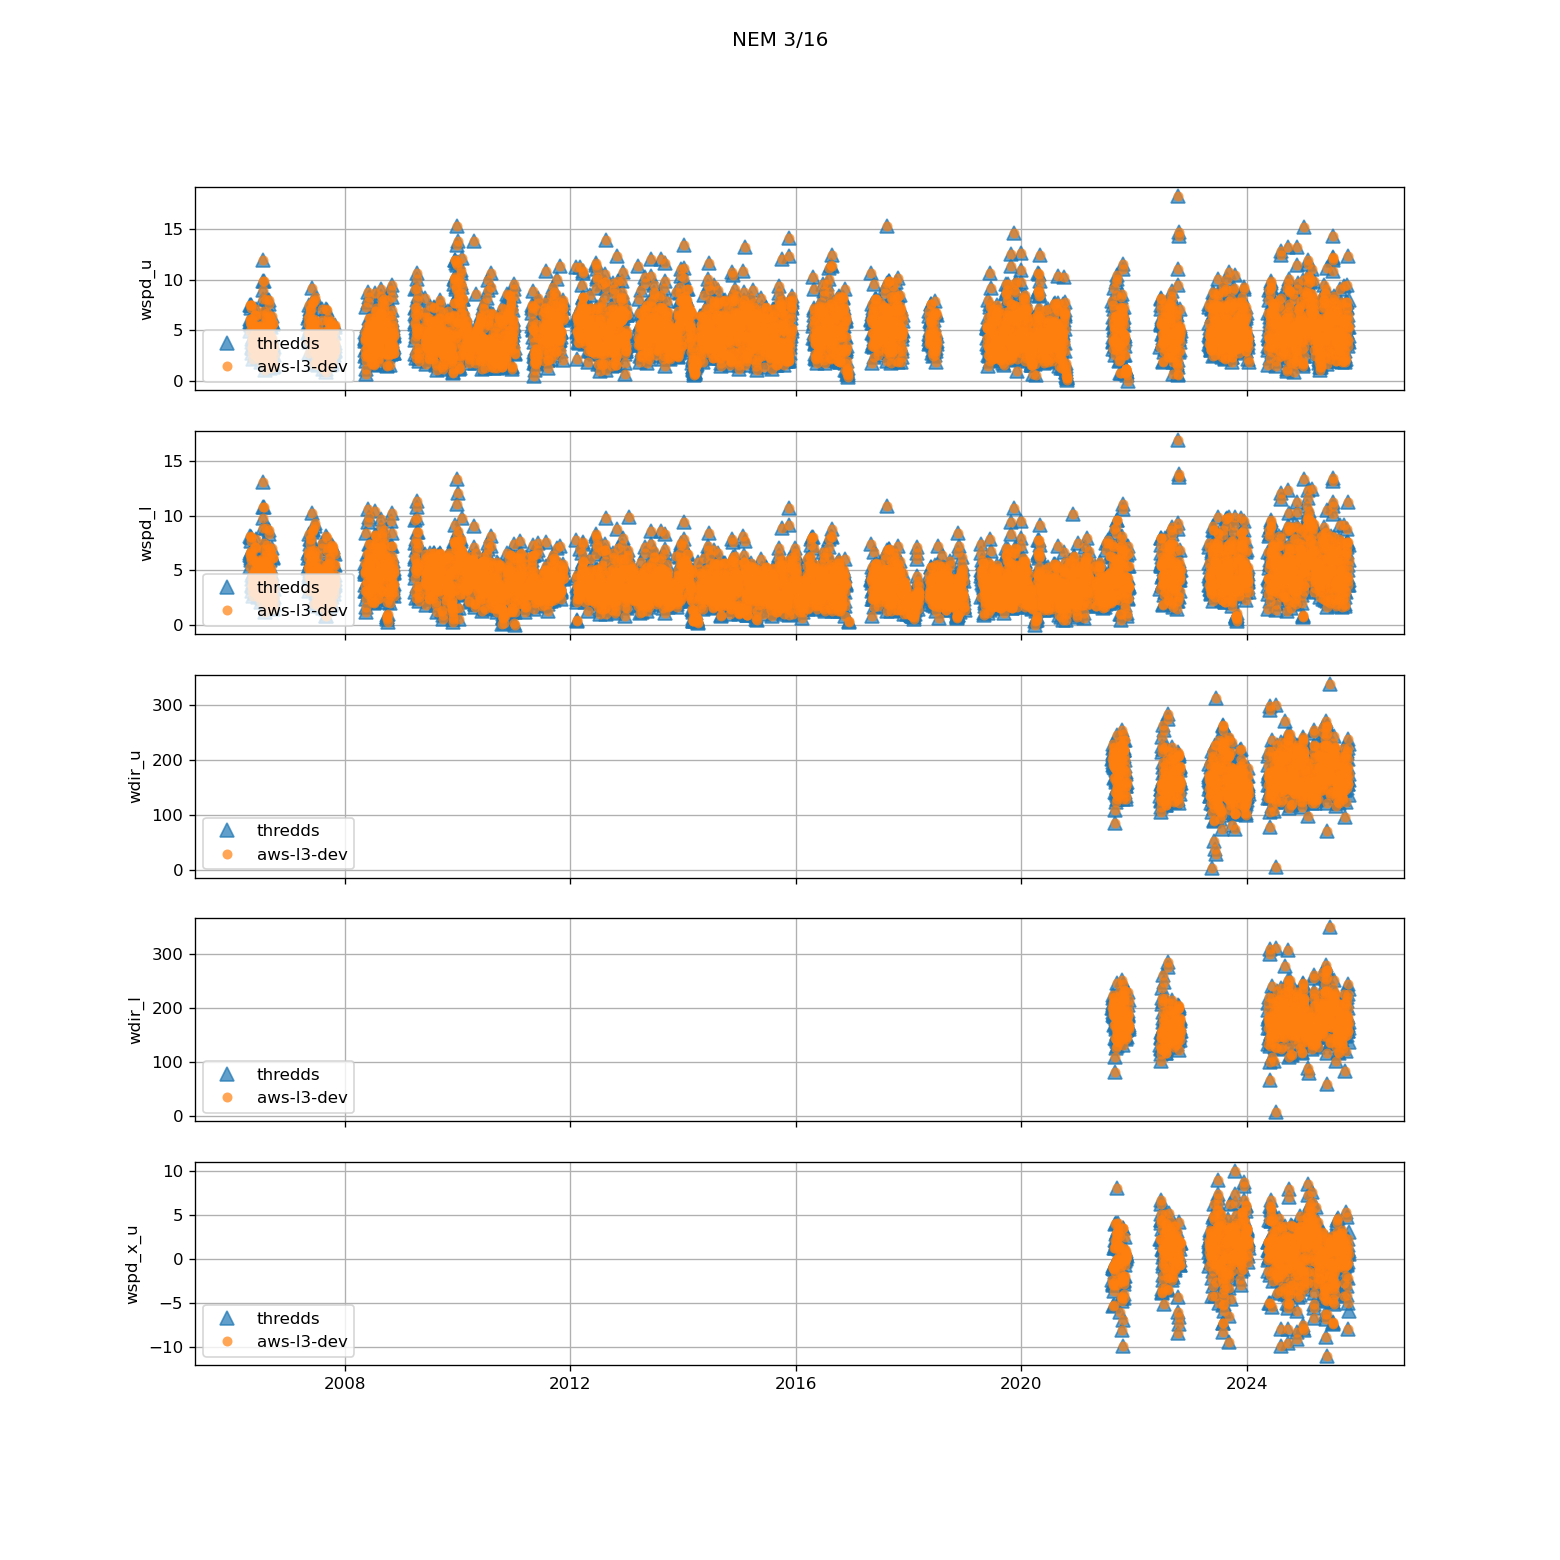 NEM 3/16
15
10
5
0
wspd_u
thredds
aws-l3-dev
15
10
5
0
wspd_l
thredds
aws-l3-dev
300
200
100
0
wdir_u
thredds
aws-l3-dev
300
200
100
0
wdir_l
thredds
aws-l3-dev
10
5
0
−5
−10
wspd_x_u
thredds
aws-l3-dev
2008 2012 2016 2020 2024